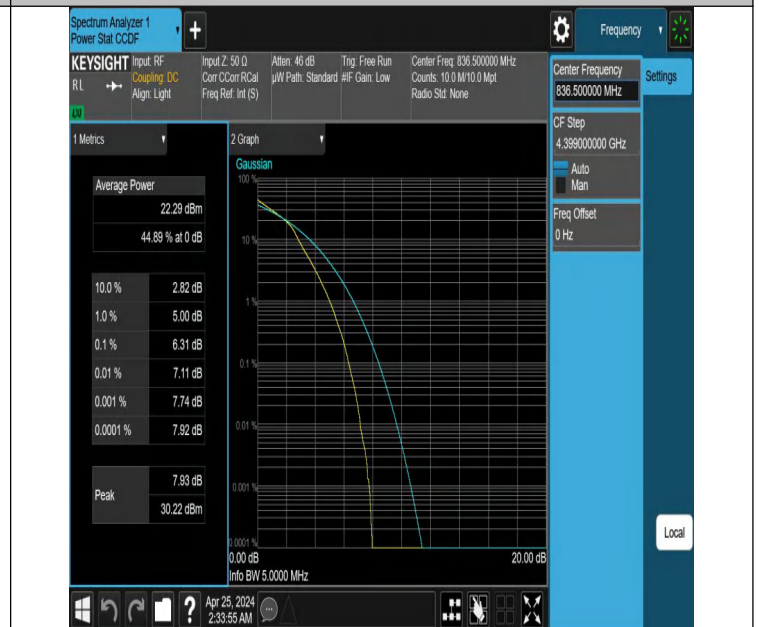 Spectrum Analyzer 1
Power Stat CCDF
+
Frequency
KEYSIGHT
RL
LXI
Input: RF
Coupling: DC
Align: Light
Input Z: 50 Ω
Corr CCorr RCal
Freq Ref: Int (S)
Atten: 46 dB
µW Path: Standard
Trig: Free Run
#IF Gain: Low
Center Freq: 836.500000 MHz
Counts: 10.0 M/10.0 Mpt
Radio Std: None
Center Frequency
836.500000 MHz
Settings
CF Step
4.399000000 GHz
Auto
Man
Freq Offset
0 Hz
1 Metrics
2 Graph
Average Power
22.29 dBm
44.89 % at 0 dB
10.0 % 2.82 dB
1.0 % 5.00 dB
0.1 % 6.31 dB
0.01 % 7.11 dB
0.001 % 7.74 dB
0.0001 % 7.92 dB
Peak
7.93 dB
30.22 dBm
Gaussian
100 %
10 %
1 %
0.1 %
0.01 %
0.001 %
0.0001 %
0.00 dB
20.00 dB
Info BW 5.0000 MHz
Local
?
Apr 25, 2024
2:33:55 AM